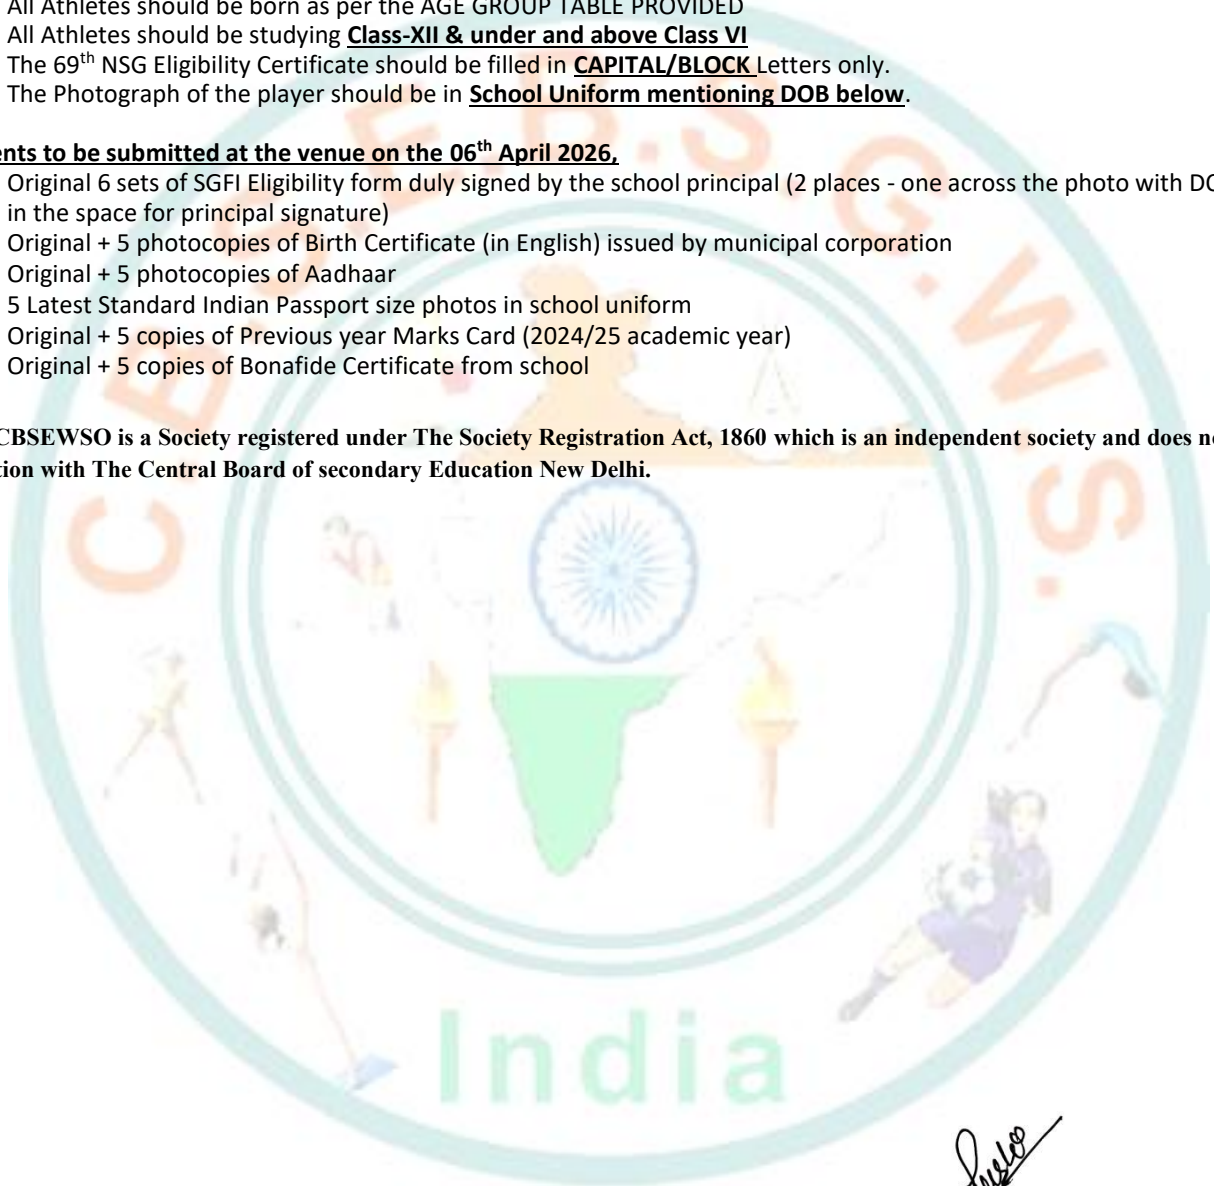 All Athletes should be born as per the AGE GROUP TABLE PROVIDED
All Athletes should be studying Class-XII & under and above Class VI
The 69th NSG Eligibility Certificate should be filled in CAPITAL/BLOCK Letters only.
The Photograph of the player should be in School Uniform mentioning DOB below.
ents to be submitted at the venue on the 06th April 2026,
Original 6 sets of SGFI Eligibility form duly signed by the school principal (2 places - one across the photo with DO
in the space for principal signature)
Original + 5 photocopies of Birth Certificate (in English) issued by municipal corporation
Original + 5 photocopies of Aadhaar
5 Latest Standard Indian Passport size photos in school uniform
Original + 5 copies of Previous year Marks Card (2024/25 academic year)
Original + 5 copies of Bonafide Certificate from school
CBSEWSO is a Society registered under The Society Registration Act, 1860 which is an independent society and does no
tion with The Central Board of secondary Education New Delhi.
C.B.S.E.B.S.G.W.S.
India